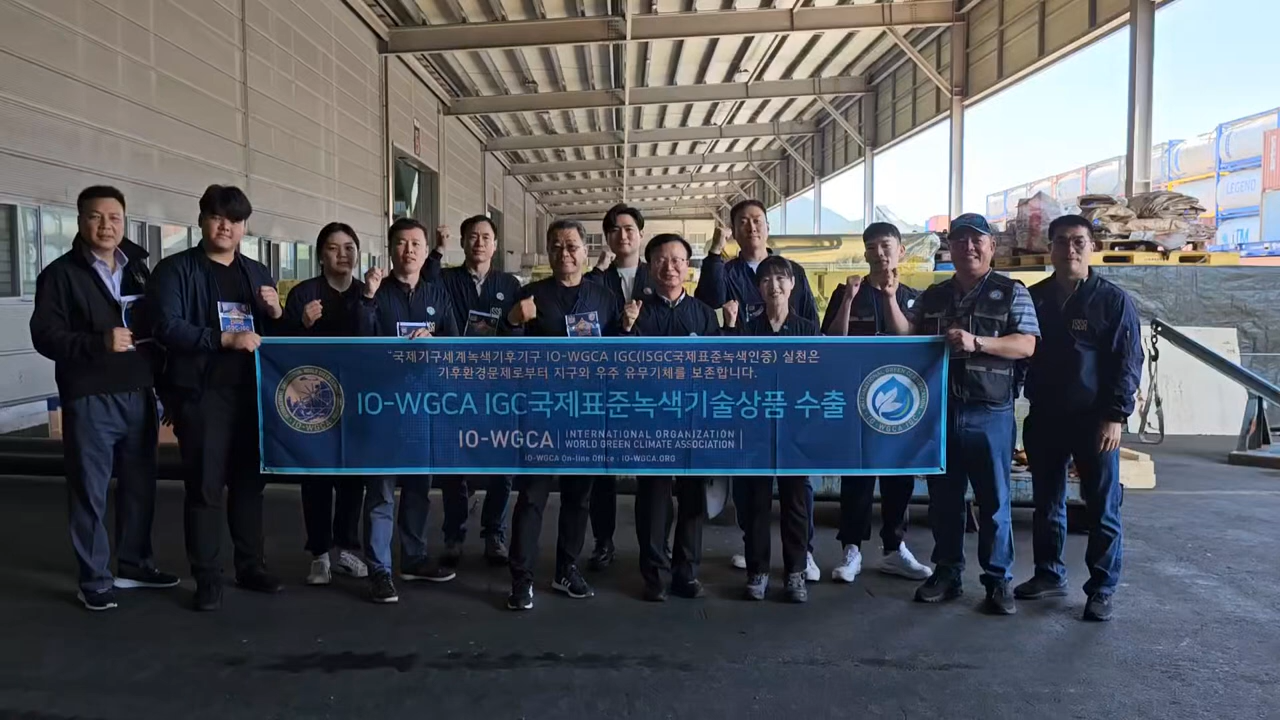 "국제기구세계녹색기후기구 IO-WGCA IGC(ISGC국제표준녹색인증) 실천은
기후환경문제로부터 지구와 우주 유무기체를 보존합니다.
IO-WGCA IGC국제표준녹색기술상품 수출
IO-WGCA | INTERNATIONAL ORGANIZATION
WORLD GREEN CLIMATE ASSOCIATION |
IO-WGCA On-line Office : IO-WGCA.ORG
IO-WGCA
IO-WGCA IGC
LEGEND